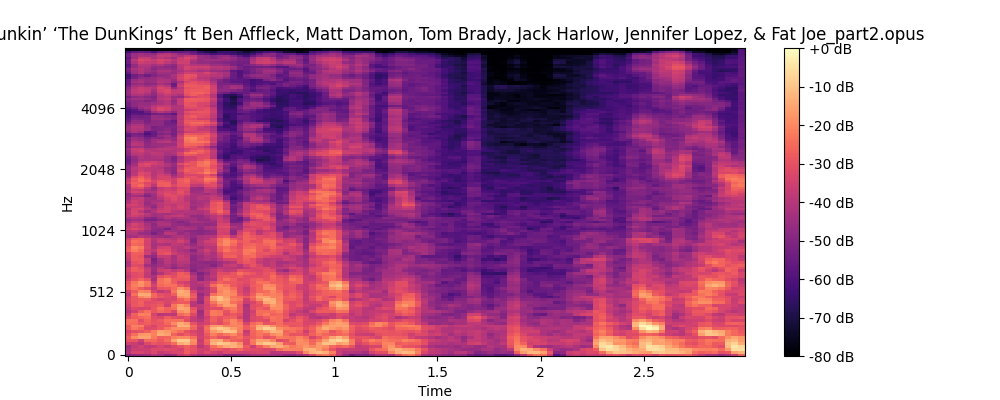 unkin’ ‘The DunKings’ ft Ben Affleck, Matt Damon, Tom Brady, Jack Harlow, Jennifer Lopez, & Fat Joe_part2.opus
+0 dB
4096
-10 dB
-20 dB
2048
-30 dB
Hz
1024
-40 dB
-50 dB
512
-60 dB
-70 dB
0
-80 dB
0
0.5
1
1.5
2
2.5
Time